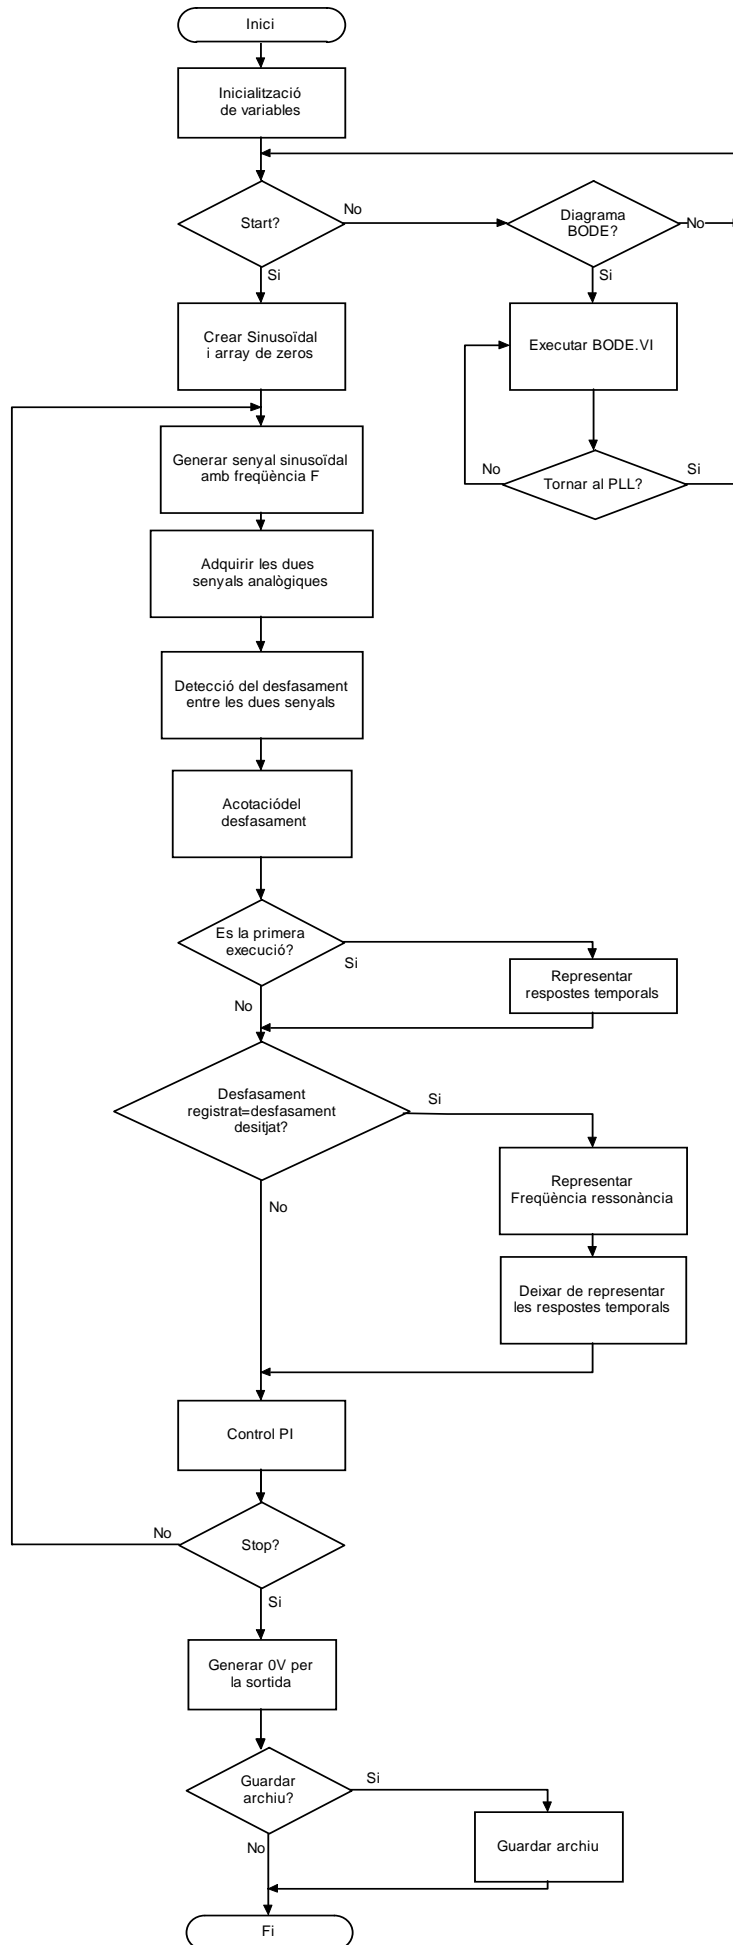 Inici
Inicialització
de variables
Start?
No
Diagrama
BODE?
No
Si
Si
Crear Sinusoïdal
i array de zeros
Executar BODE.VI
Generar senyal sinusoïdal
amb freqüència F
No
Tornar al PLL?
Si
Adquirir les dues
senyals analògiques
Detecció del desfasament
entre les dues senyals
Acotaciódel
desfasament
Es la primera
execució?
Si
Representar
respostes temporals
No
Desfasament
registrat=desfasament
desitjat?
Si
Representar
Freqüència ressonància
No
Deixar de representar
les respostes temporals
Control PI
No
Stop?
Si
Generar 0V per
la sortida
Guardar
archiu?
Si
No
Guardar archiu
Fi